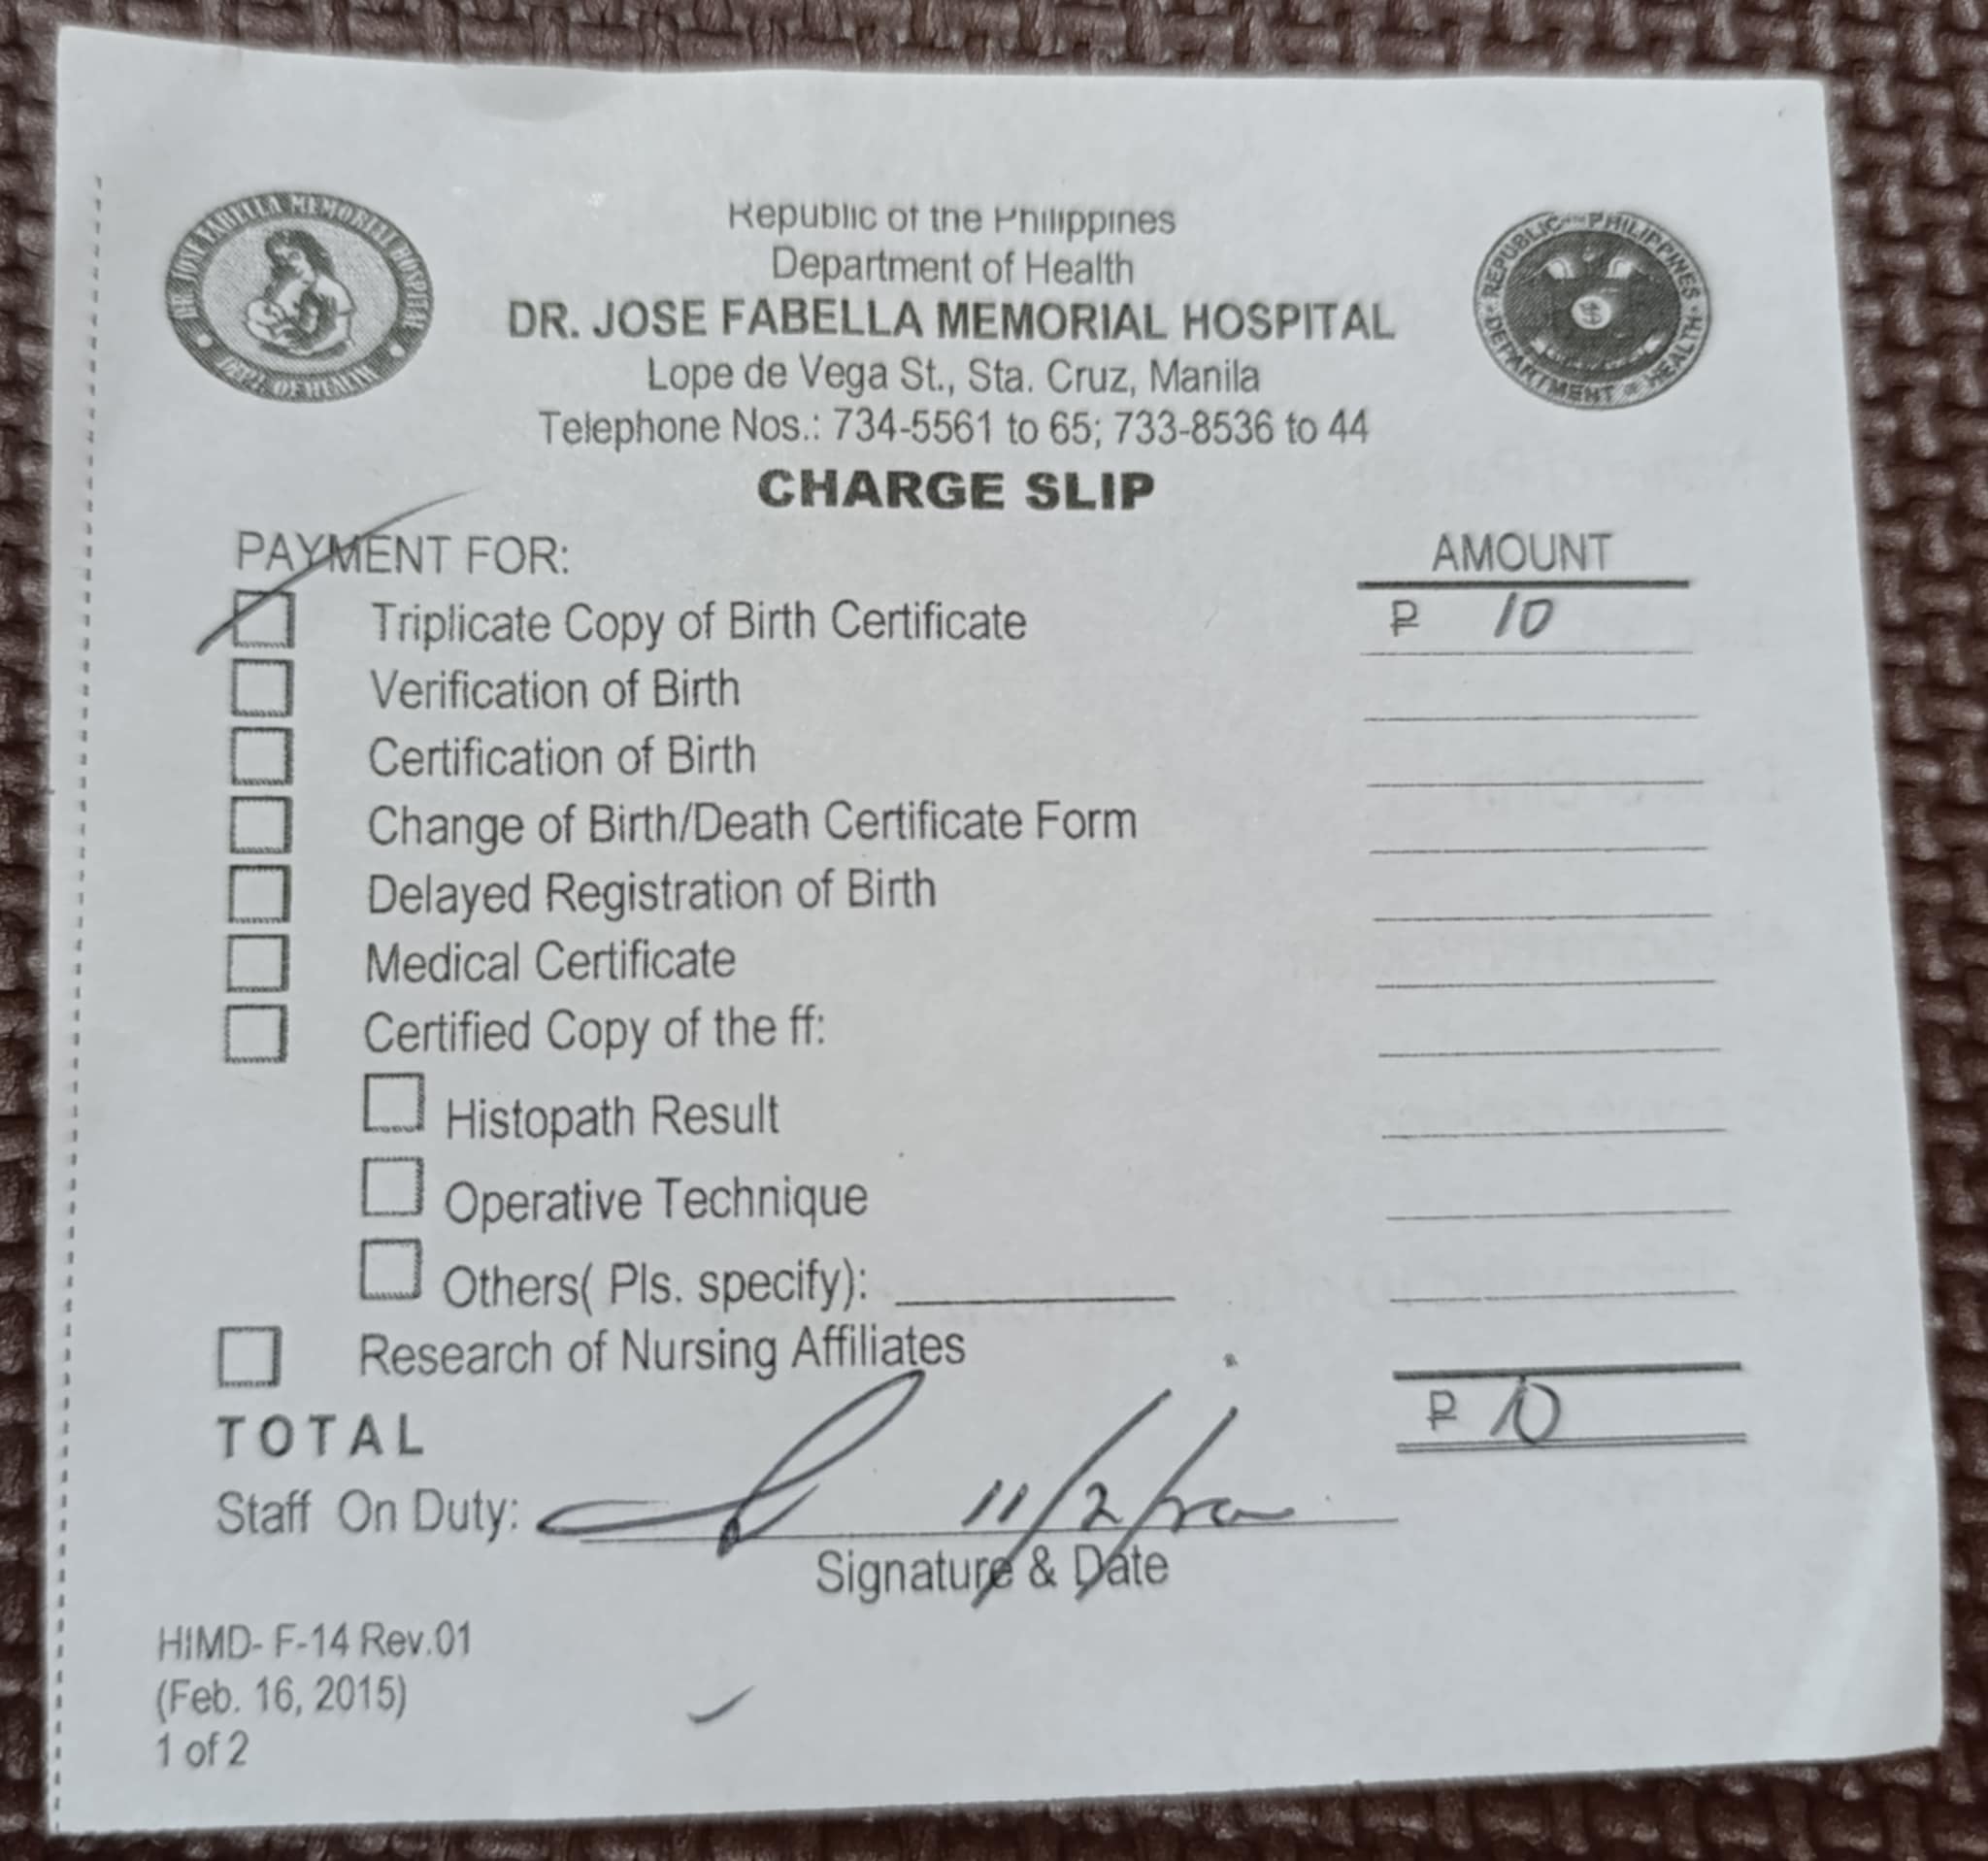 DR. JOSE FABELLA MEMORIAL HOSPITAL
DEPT. OF HEALTH
REPUBLIC PHILIPPINES
DEPARTMENT OF HEALTH
Republic of the Philippines
Department of Health
DR. JOSE FABELLA MEMORIAL HOSPITAL
Lope de Vega St., Sta. Cruz, Manila
Telephone Nos.: 734-5561 to 65; 733-8536 to 44
CHARGE SLIP
PAYMENT FOR: AMOUNT
Triplicate Copy of Birth Certificate ₱ 10
Verification of Birth
Certification of Birth
Change of Birth/Death Certificate Form
Delayed Registration of Birth
Medical Certificate
Certified Copy of the ff:
Histopath Result
Operative Technique
Others( Pls. specify):
Research of Nursing Affiliates
TOTAL ₱ 10
Staff On Duty: 11/2/
Signature & Date
HIMD- F-14 Rev.01
(Feb. 16, 2015)
1 of 2